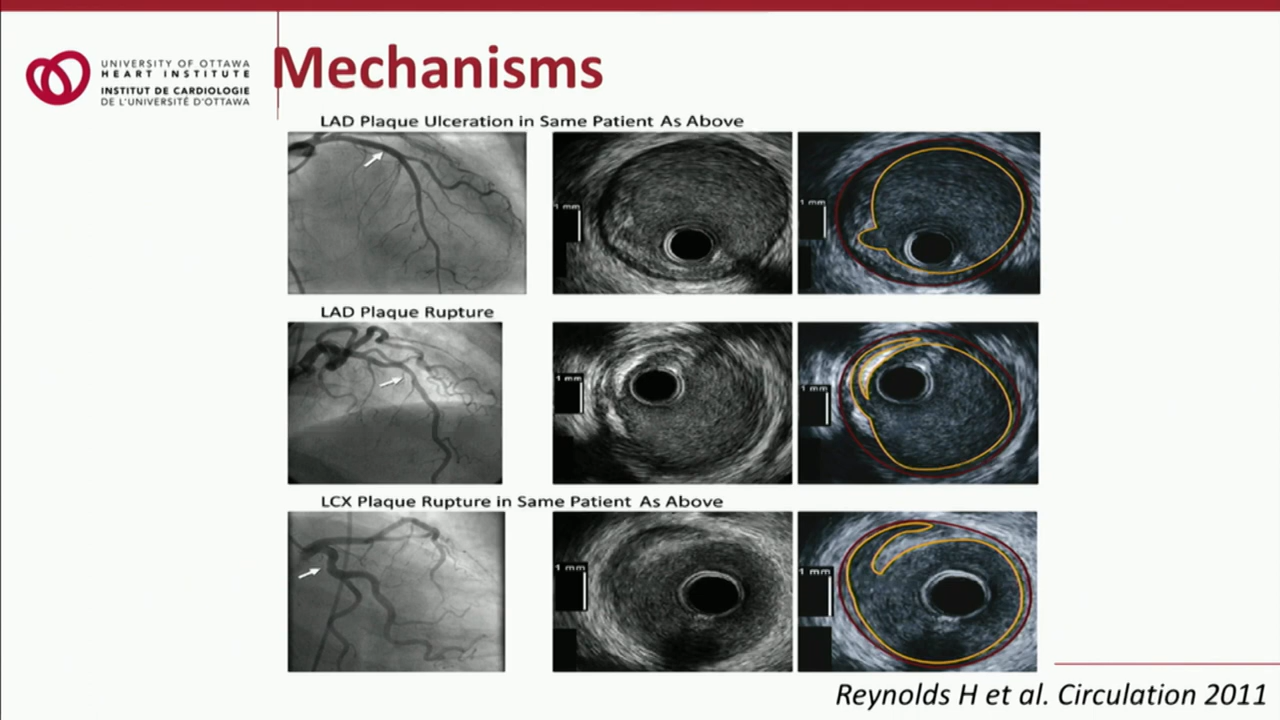 UNIVERSITY OF OTTAWA
HEART INSTITUTE
INSTITUT DE CARDIOLOGIE
DE L'UNIVERSITÉ D'OTTAWA
Mechanisms
LAD Plaque Ulceration in Same Patient As Above
1 mm
1 mm
LAD Plaque Rupture
1 mm
1 mm
LCX Plaque Rupture in Same Patient As Above
1 mm
1 mm
Reynolds H et al. Circulation 2011